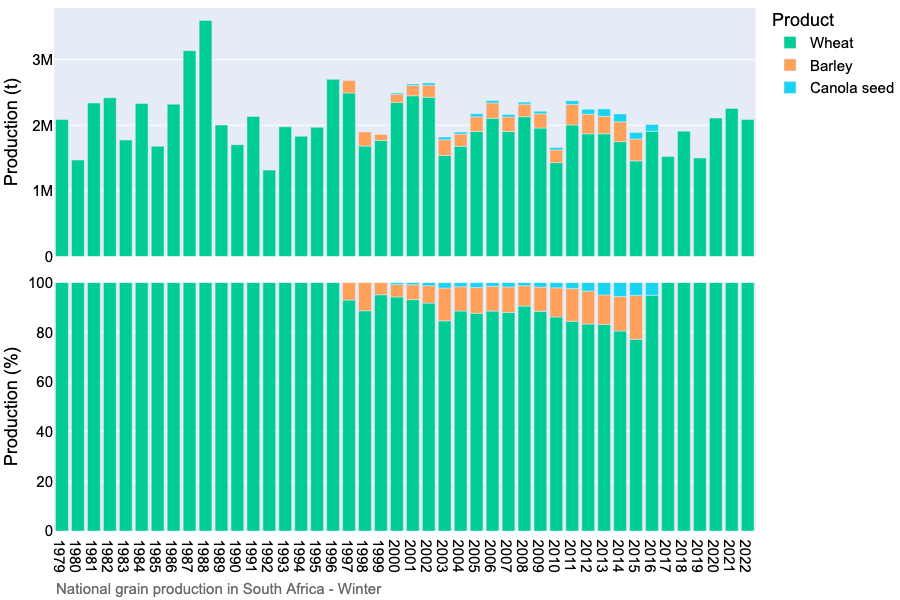 Product
Wheat
Barley
Canola seed
Production (t)
3M
2M
1M
0
Production (%)
100
80
60
40
20
0
1979 1980 1981 1982 1983 1984 1985 1986 1987 1988 1989 1990 1991 1992 1993 1994 1995 1996 1997 1998 1999 2000 2001 2002 2003 2004 2005 2006 2007 2008 2009 2010 2011 2012 2013 2014 2015 2016 2017 2018 2019 2020 2021 2022
National grain production in South Africa - Winter